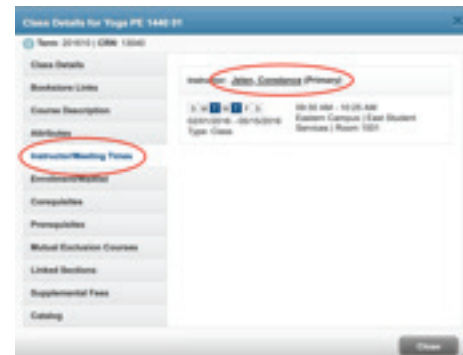 Class Details for Yoga PE 1440 01
Term: 201610 | CRN:
Class Details
Bookstore Links
Course Description
Attributes
Instructor/Meeting Times
Enrollment/Waitlist
Corequisites
Prerequisites
Mutual Exclusion Courses
Linked Sections
Supplemental Fees
Catalog
Instructor: Jelen, Constance (Primary)
S M T W T F S
09:30 AM - 10:25 AM
Eastern Campus | East Student
Services | Room 1001
Type: Class
Close